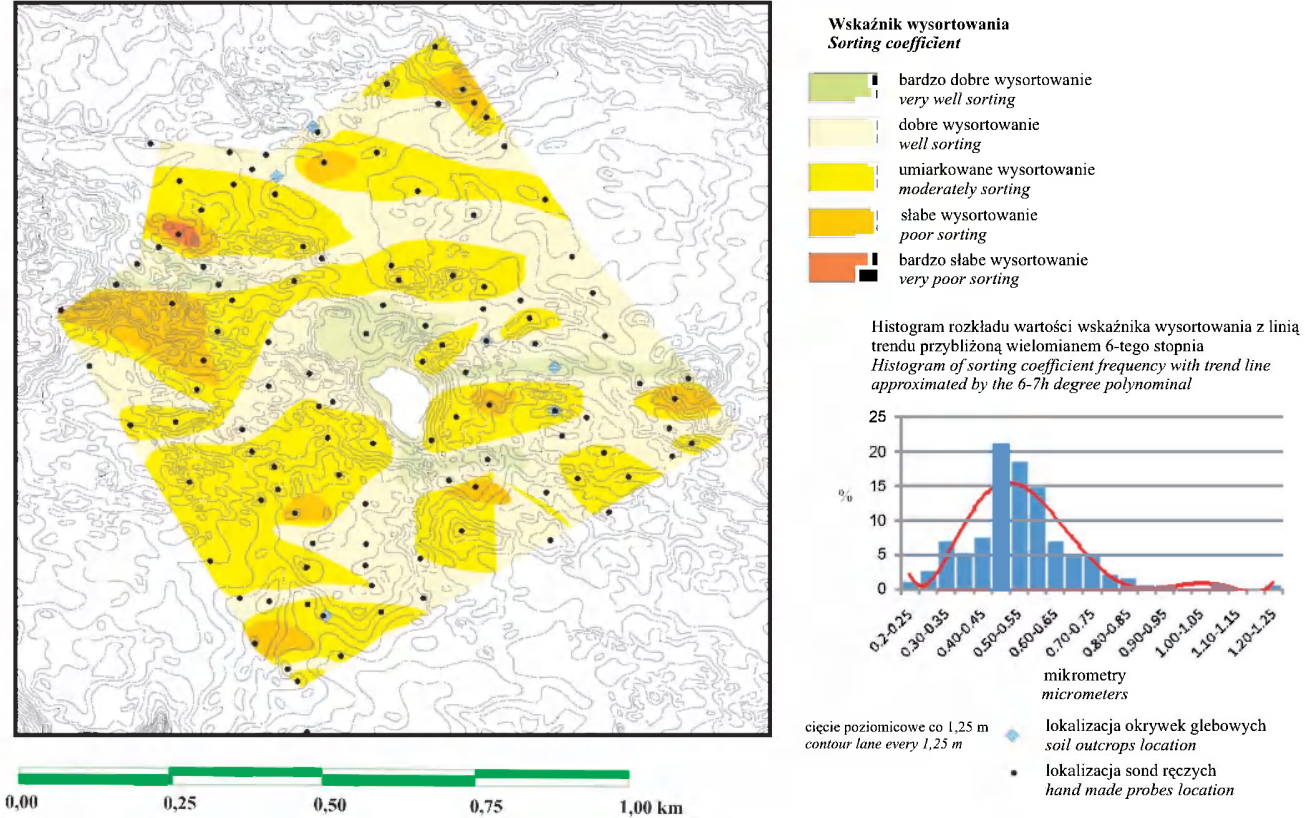 Wskaźnik wysortowania
Sorting coefficient
bardzo dobre wysortowanie
very well sorting
dobre wysortowanie
well sorting
umiarkowane wysortowanie
moderately sorting
słabe wysortowanie
poor sorting
bardzo słabe wysortowanie
very poor sorting
Histogram rozkładu wartości wskaźnika wysortowania z linią
trendu przybliżoną wielomianem 6-tego stopnia
Histogram of sorting coefficient frequency with trend line
approximated by the 6-7h degree polynominal
25
20
15
10
5
0
%
0.2-0.25
0.30-0.35
0.40-0.45
0.50-0.55
0.60-0.65
0.70-0.75
0.80-0.85
0.90-0.95
1.00-1.05
1.10-1.15
1.20-1.25
mikrometry
micrometers
cięcie poziomicowe co 1,25 m
contour lane every 1,25 m
lokalizacja okrywek glebowych
soil outcrops location
lokalizacja sond ręczych
hand made probes location
0,00
0,25
0,50
0,75
1,00 km